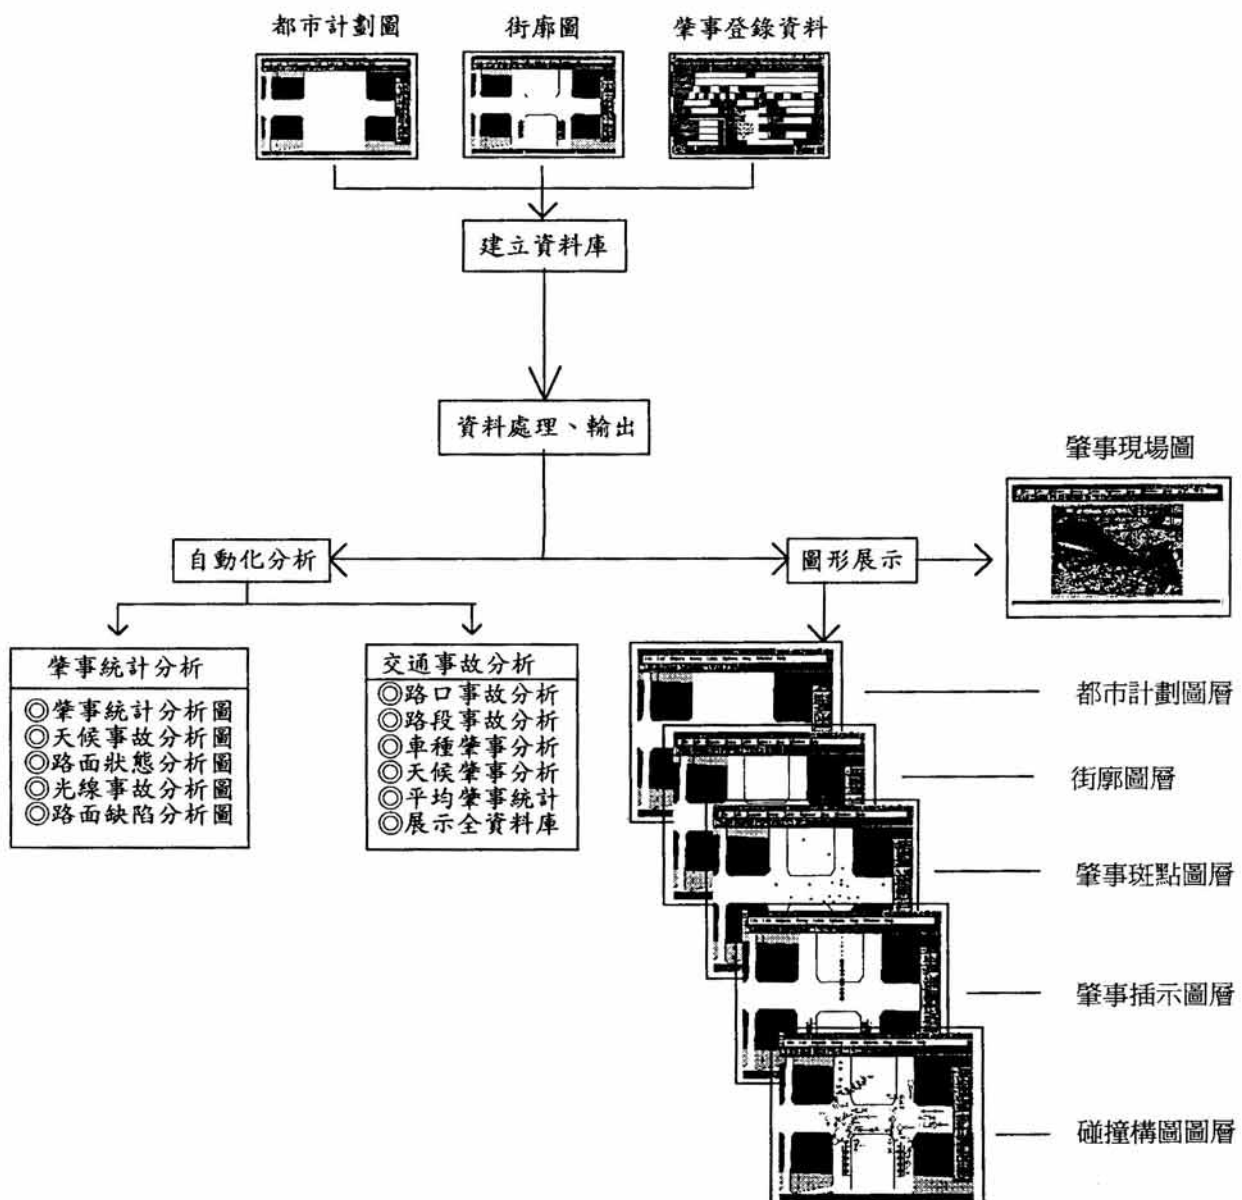 都市計劃圖
街廓圖
肇事登錄資料
建立資料庫
資料處理、輸出
肇事現場圖
自動化分析
圖形展示
肇事統計分析
◎肇事統計分析圖
◎天候事故分析圖
◎路面狀態分析圖
◎光線事故分析圖
◎路面缺陷分析圖
交通事故分析
◎路口事故分析
◎路段事故分析
◎車種肇事分析
◎天候肇事分析
◎平均肇事統計
◎展示全資料庫
都市計劃圖層
街廓圖層
肇事斑點圖層
肇事插示圖層
碰撞構圖圖層